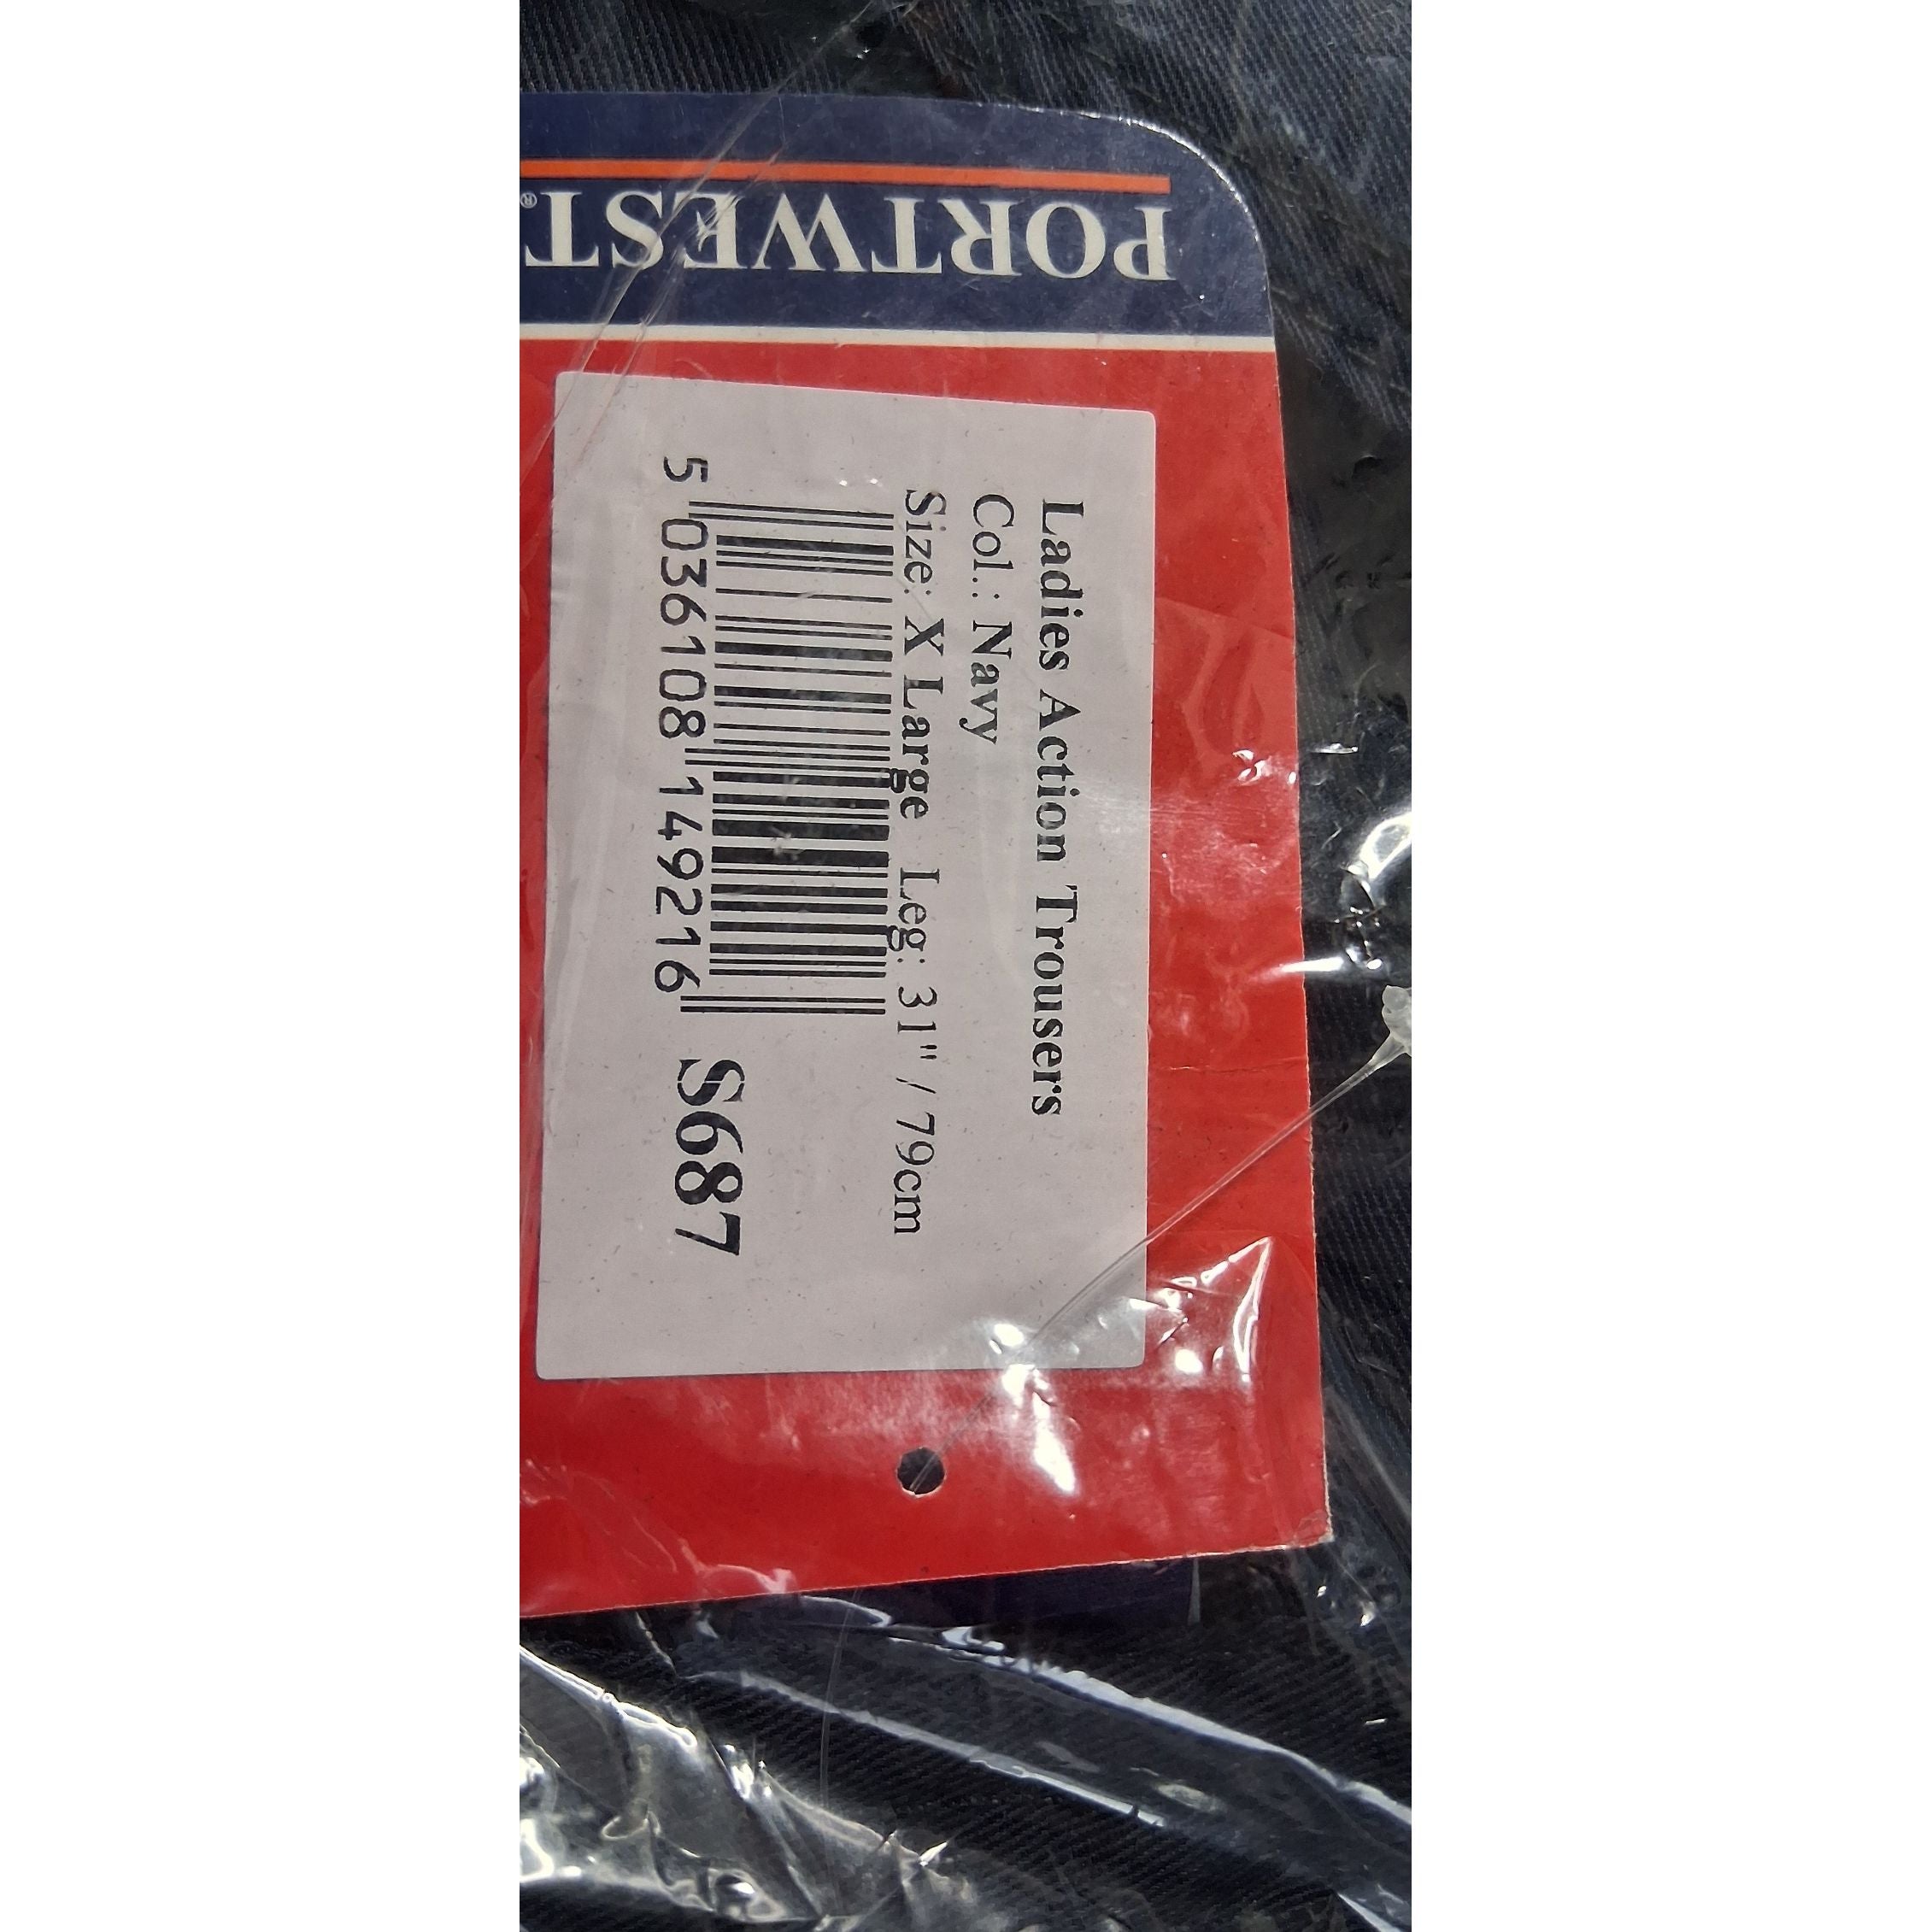 PORTWEST®
Ladies Action Trousers
Col.: Navy
Size: X Large Leg: 31" / 79cm
5 036108 149216
S687